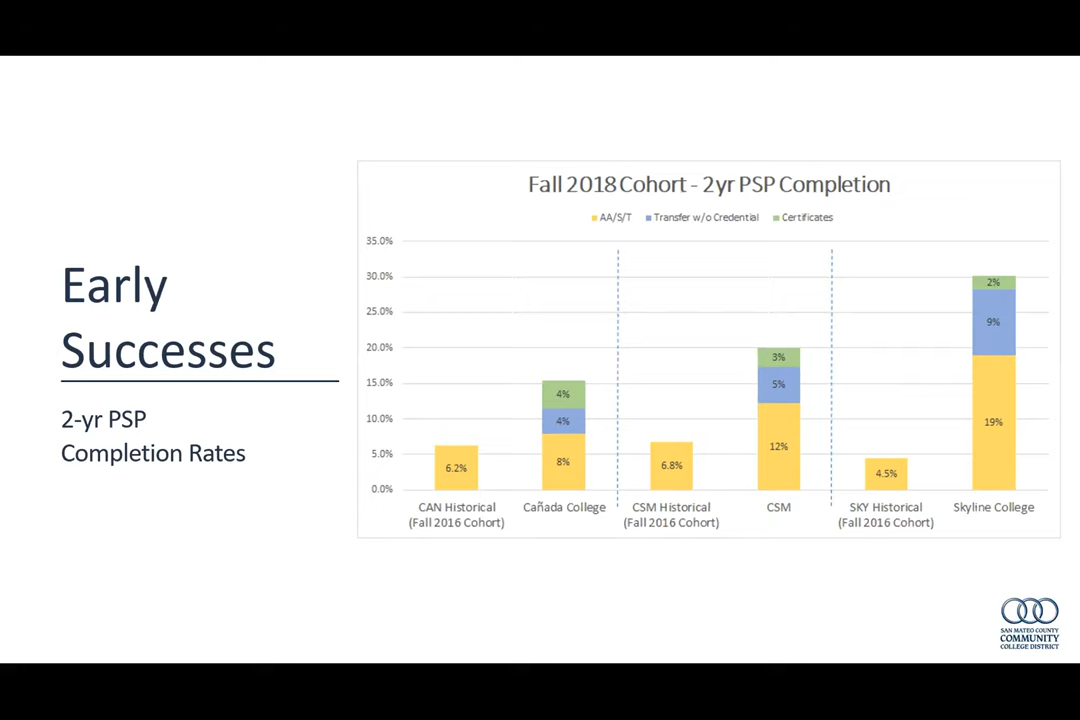 Early
Successes
2-yr PSP
Completion Rates
Fall 2018 Cohort - 2yr PSP Completion
AA/S/T Transfer w/o Credential Certificates
35.0%
30.0%
25.0%
20.0%
15.0%
10.0%
5.0%
0.0%
6.2%
4%
4%
8%
6.8%
3%
5%
12%
4.5%
2%
9%
19%
CAN Historical
(Fall 2016 Cohort)
Cañada College
CSM Historical
(Fall 2016 Cohort)
CSM
SKY Historical
(Fall 2016 Cohort)
Skyline College
SAN MATEO COUNTY
COMMUNITY
COLLEGE DISTRICT